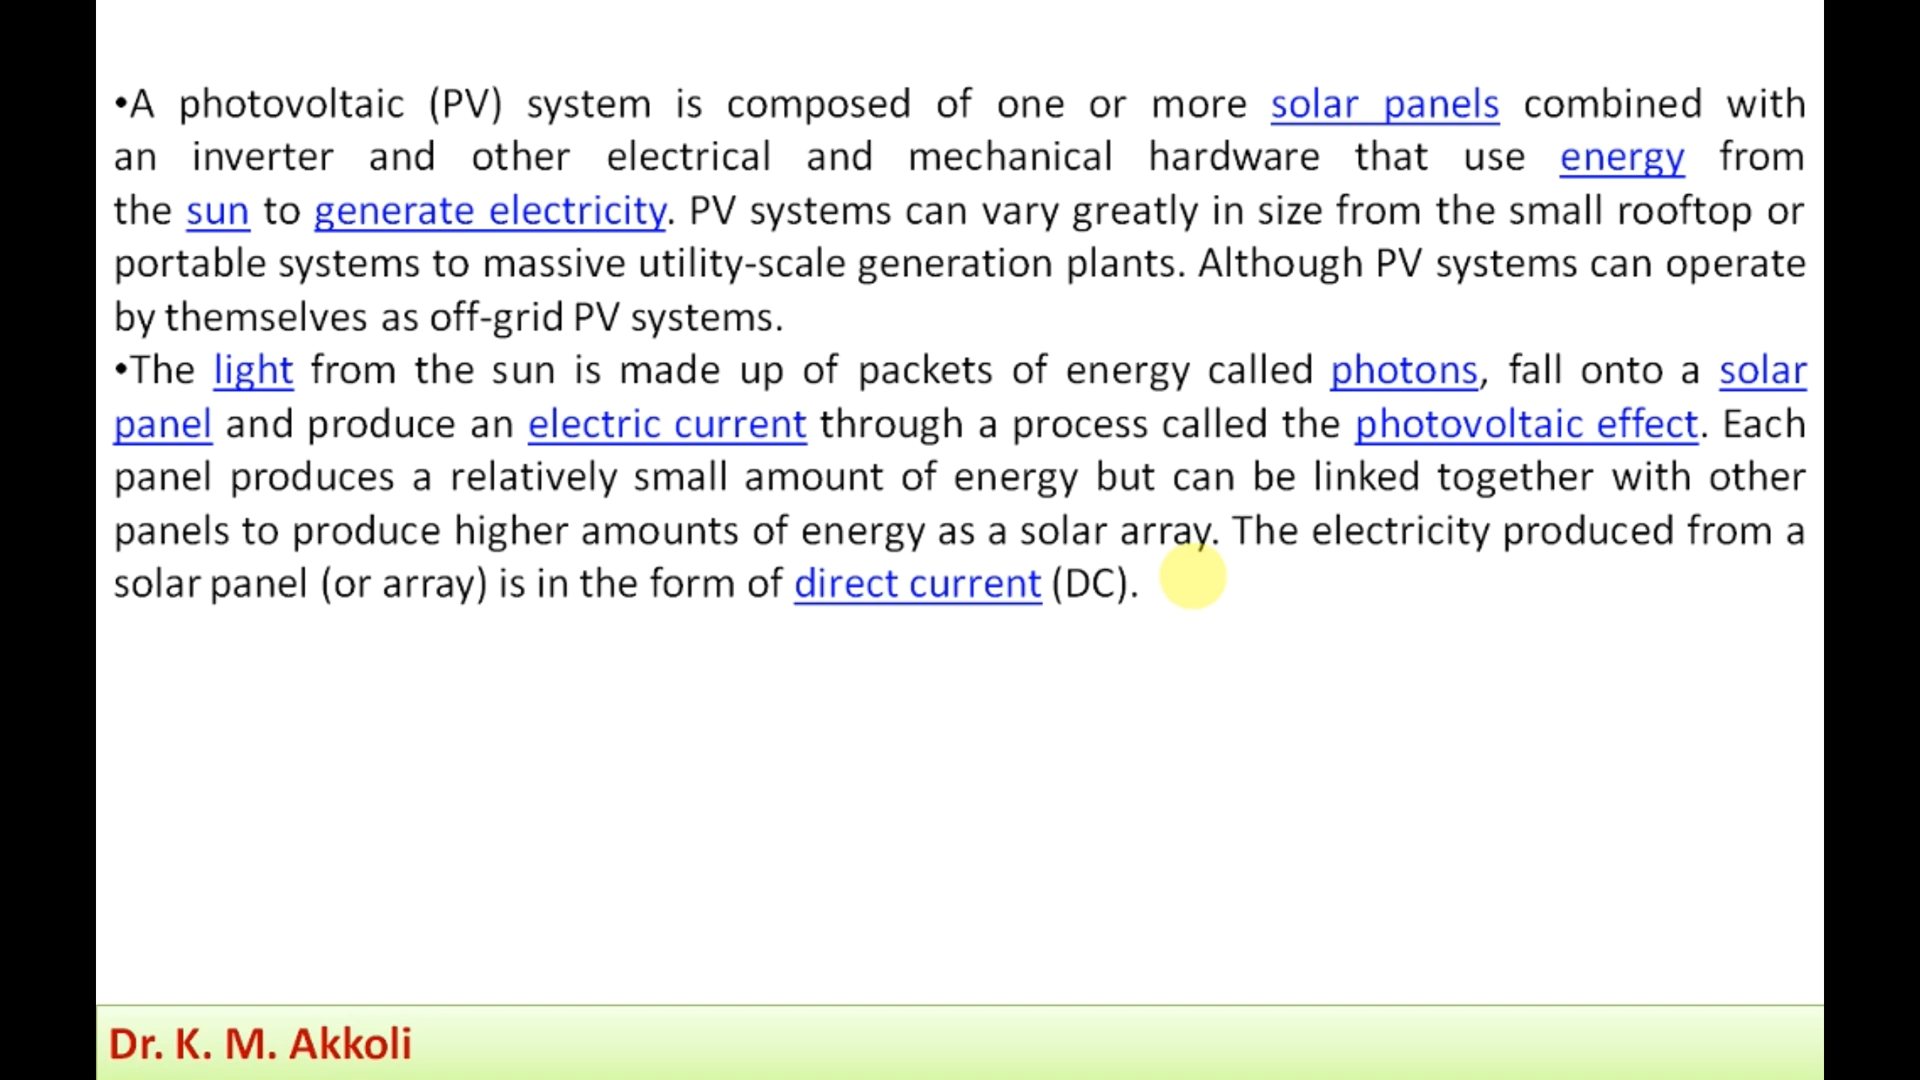 •A photovoltaic (PV) system is composed of one or more solar panels combined with
an inverter and other electrical and mechanical hardware that use energy from
the sun to generate electricity. PV systems can vary greatly in size from the small rooftop or
portable systems to massive utility-scale generation plants. Although PV systems can operate
by themselves as off-grid PV systems.
•The light from the sun is made up of packets of energy called photons, fall onto a solar
panel and produce an electric current through a process called the photovoltaic effect. Each
panel produces a relatively small amount of energy but can be linked together with other
panels to produce higher amounts of energy as a solar array. The electricity produced from a
solar panel (or array) is in the form of direct current (DC).
Dr. K. M. Akkoli